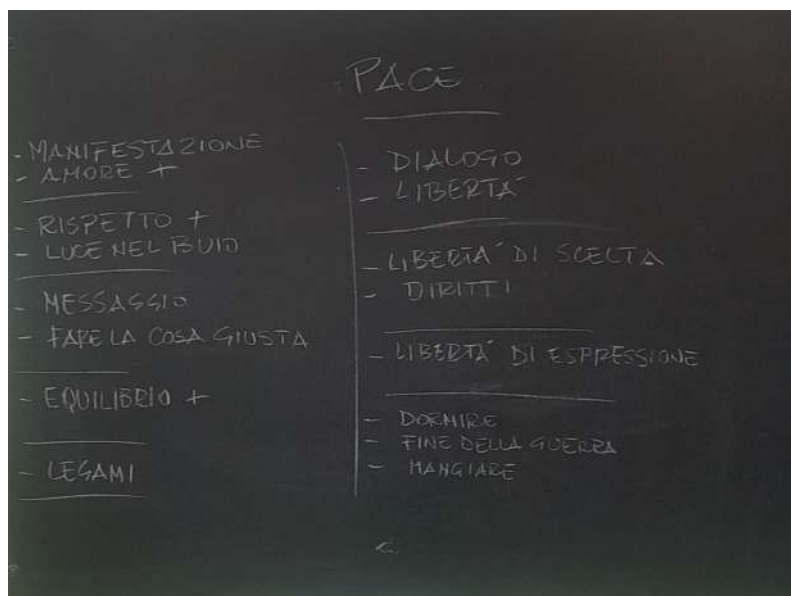 PACE
- MANIFESTAZIONE
- AMORE +
- RISPETTO +
- LUCE NEL BUIO
- MESSAGGIO
- FARE LA COSA GIUSTA
- EQUILIBRIO +
- LEGAMI
- DIALOGO
- LIBERTÀ
- LIBERTÀ DI SCELTA
- DIRITTI
- LIBERTÀ DI ESPRESSIONE
- DORMIRE
- FINE DELLA GUERRA
- MANGIARE